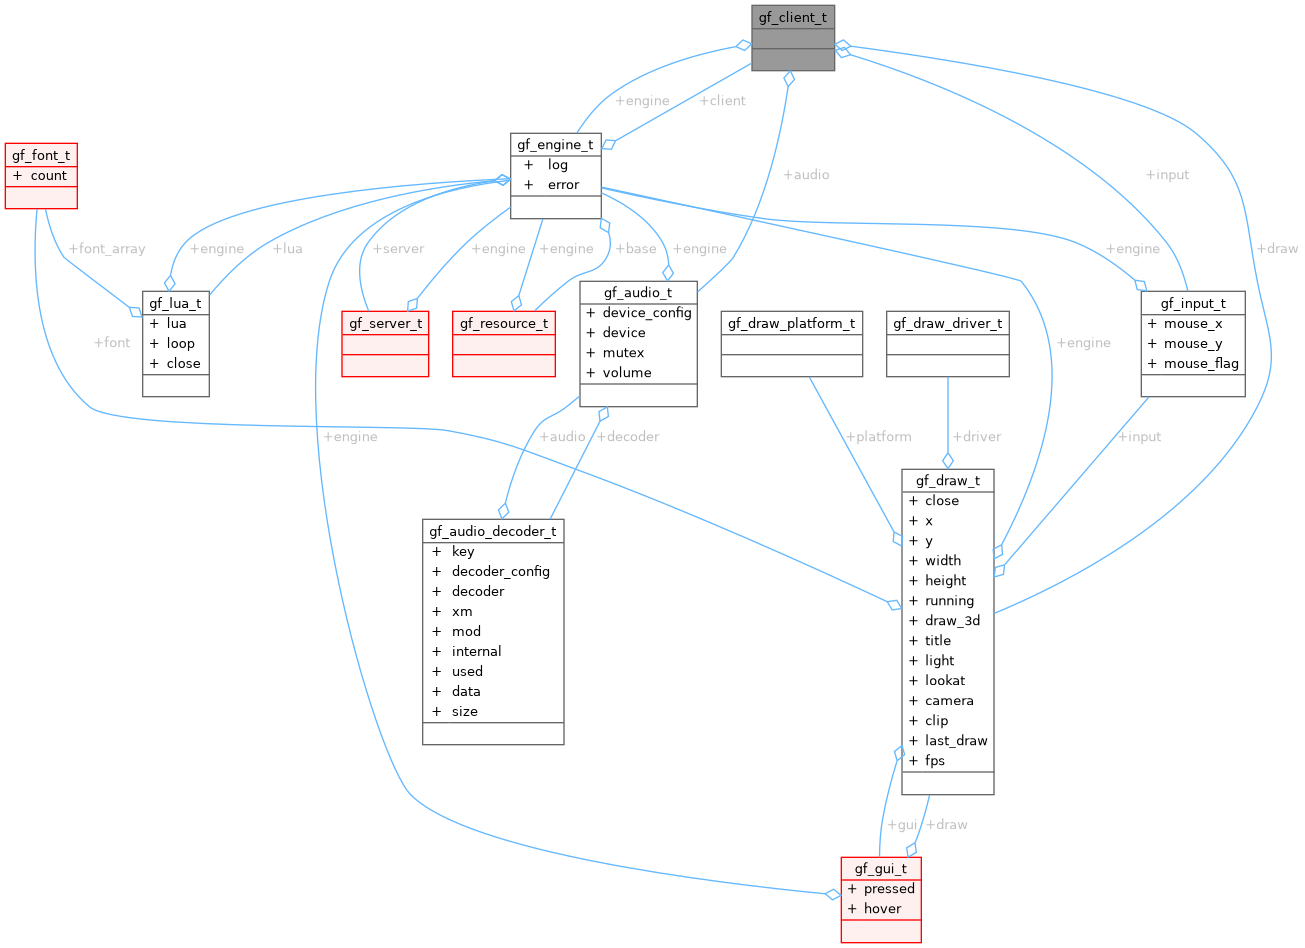 gf_client_t
+engine
+client
gf_engine_t
+ log
+ error
gf_font_t
+ count
+audio
+input
+font_array
+engine
+lua
+server
+engine
+engine
+base
+engine
+engine
+draw
gf_lua_t
+ lua
+ loop
+ close
gf_server_t
gf_resource_t
gf_audio_t
+ device_config
+ device
+ mutex
+ volume
gf_draw_platform_t
gf_draw_driver_t
gf_input_t
+ mouse_x
+ mouse_y
+ mouse_flag
+font
+engine
+engine
+audio
+decoder
+platform
+driver
+input
gf_audio_decoder_t
+ key
+ decoder_config
+ decoder
+ xm
+ mod
+ internal
+ used
+ data
+ size
gf_draw_t
+ close
+ x
+ y
+ width
+ height
+ running
+ draw_3d
+ title
+ light
+ lookat
+ camera
+ clip
+ last_draw
+ fps
+gui
+draw
gf_gui_t
+ pressed
+ hover